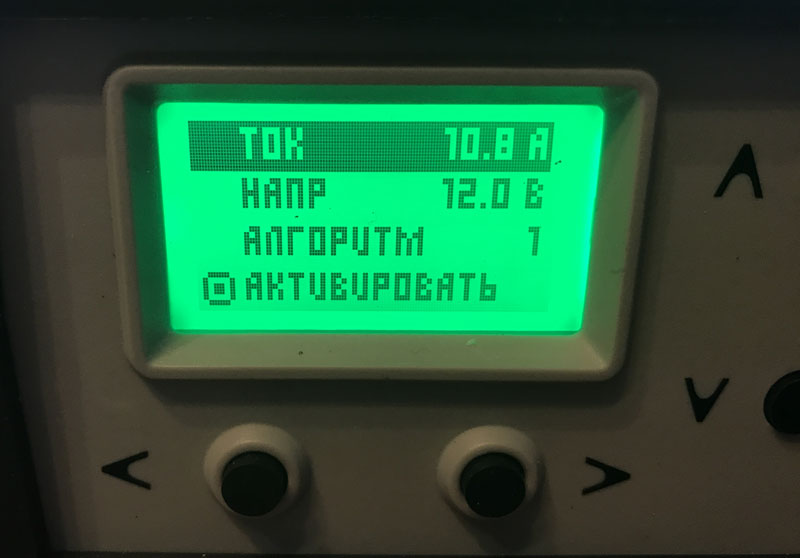 ТОК 10.8 А
НАПР 12.0 В
АЛГОРИТМ 1
АКТИВИРОВАТЬ